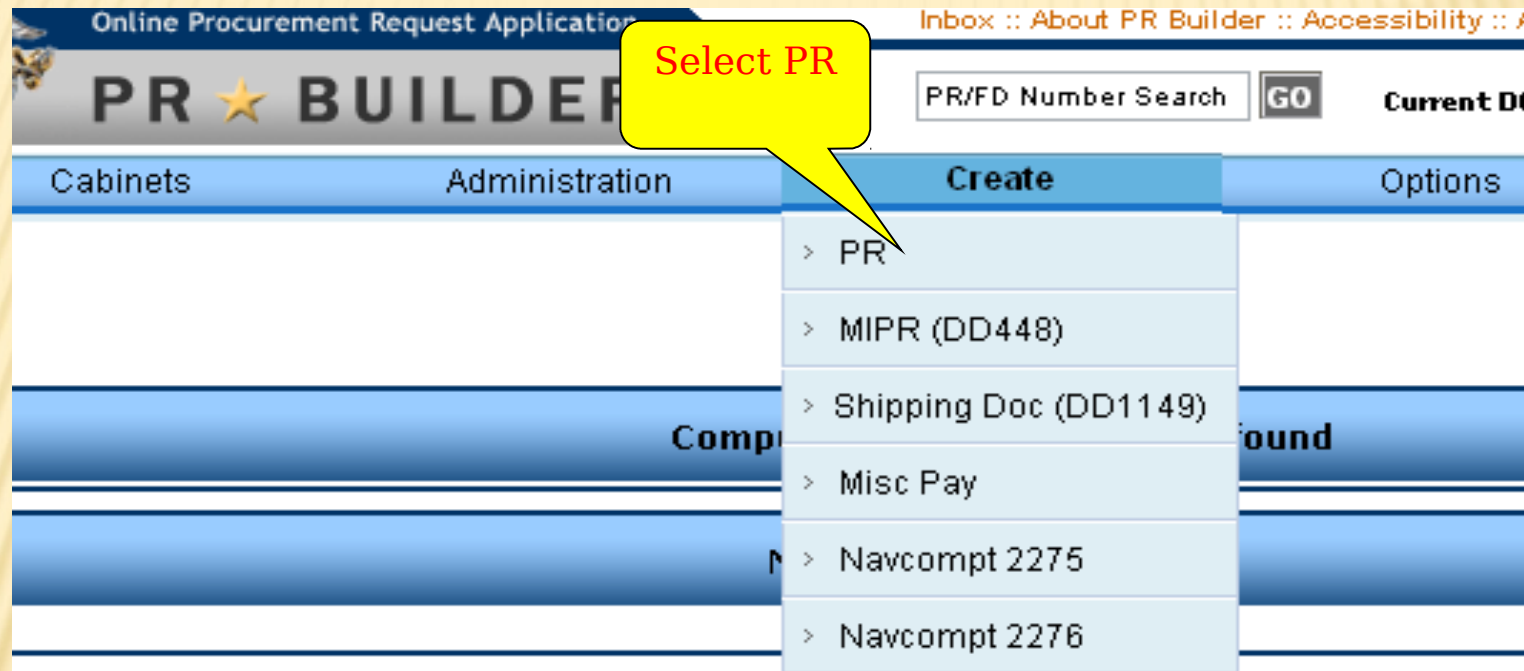 Online Procurement Request Application
Inbox :: About PR Builder :: Accessibility ::
Select PR
PR BUILDER
PR/FD Number Search GO Current
Cabinets Administration Create Options
> PR
> MIPR (DD448)
> Shipping Doc (DD1149)
found
> Misc Pay
> Navcompt 2275
> Navcompt 2276